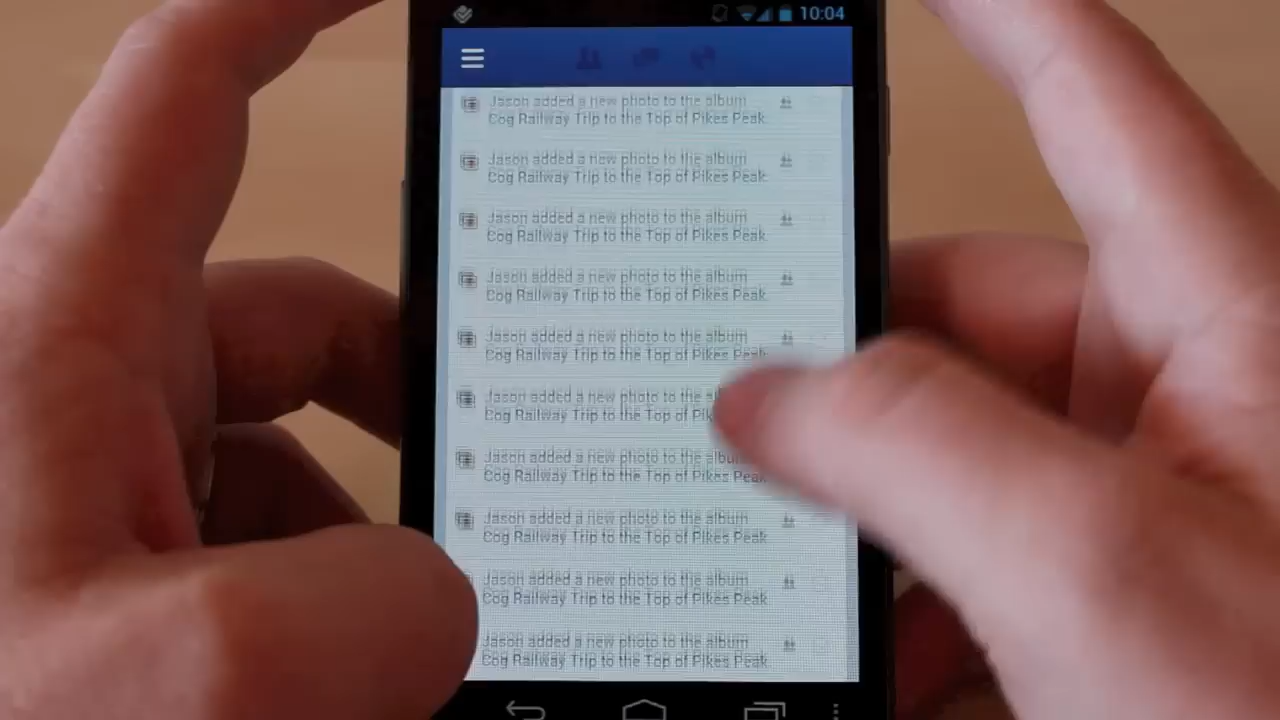 10:04
Jason added a new photo to the album
Cog Railway Trip to the Top of Pikes Peak.
Jason added a new photo to the album
Cog Railway Trip to the Top of Pikes Peak.
Jason added a new photo to the album
Cog Railway Trip to the Top of Pikes Peak.
Jason added a new photo to the album
Cog Railway Trip to the Top of Pikes Peak.
Jason added a new photo to the album
Cog Railway Trip to the Top of Pikes Peak.
Jason added a new photo to the alb
Cog Railway Trip to the Top of Pik
Jason added a new photo to the album
Cog Railway Trip to the Top of Pikes Peak.
Jason added a new photo to the album
Cog Railway Trip to the Top of Pikes Peak.
Jason added a new photo to the album
Cog Railway Trip to the Top of Pikes Peak.
Jason added a new photo to the album
Cog Railway Trip to the Top of Pikes Peak.